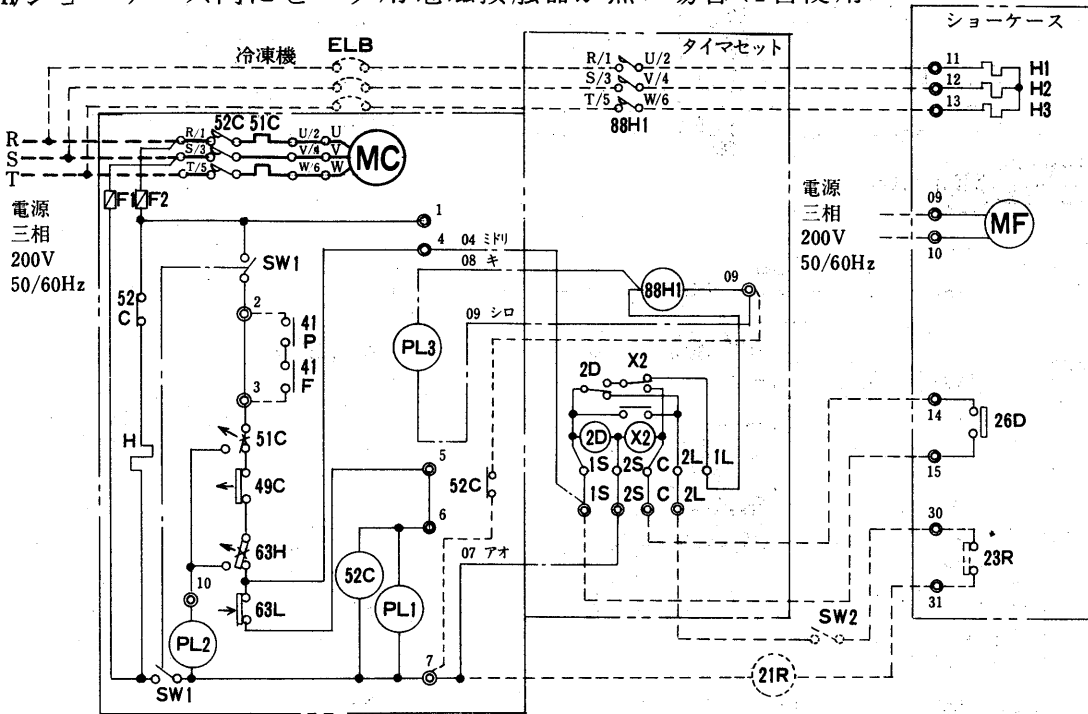 ショーケース
タイマセット
冷凍機 ELB
R/1 U/2
S/3 V/4
T/5 W/6
88H1
11 H1
12 H2
13 H3
R
S
T
52C 51C
R/1 U/2 U
S/3 V/4 V
T/5 W/6 W
MC
F1 F2
電源
三相
200V
50/60Hz
電源
三相
200V
50/60Hz
09
10
MF
1
4 04 ミドリ
08 キ
09 シロ
SW1
88H1
09
52
C
2
41
P
41
F
3
PL3
2D X2
2D X2
1S 2S C 2L 1L
1S 2S C 2L
14
15
26D
H
51C
49C
63H
63L
10
PL2
SW1
5
6
52C
52C
PL1
07 アオ
7
30
31
23R
SW2
21R